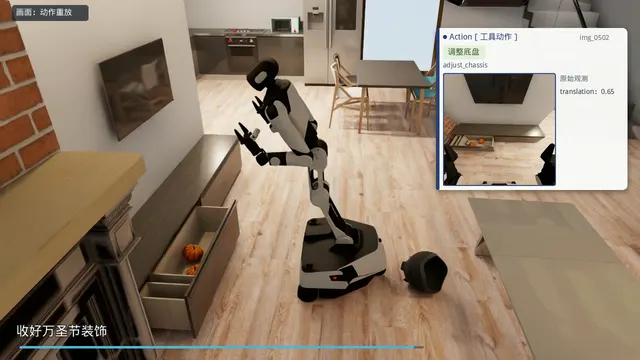 画面：动作重放
Action [ 工具动作 ]
img_0502
调整底盘
adjust_chassis
原始观测
translation: 0.65
收好万圣节装饰